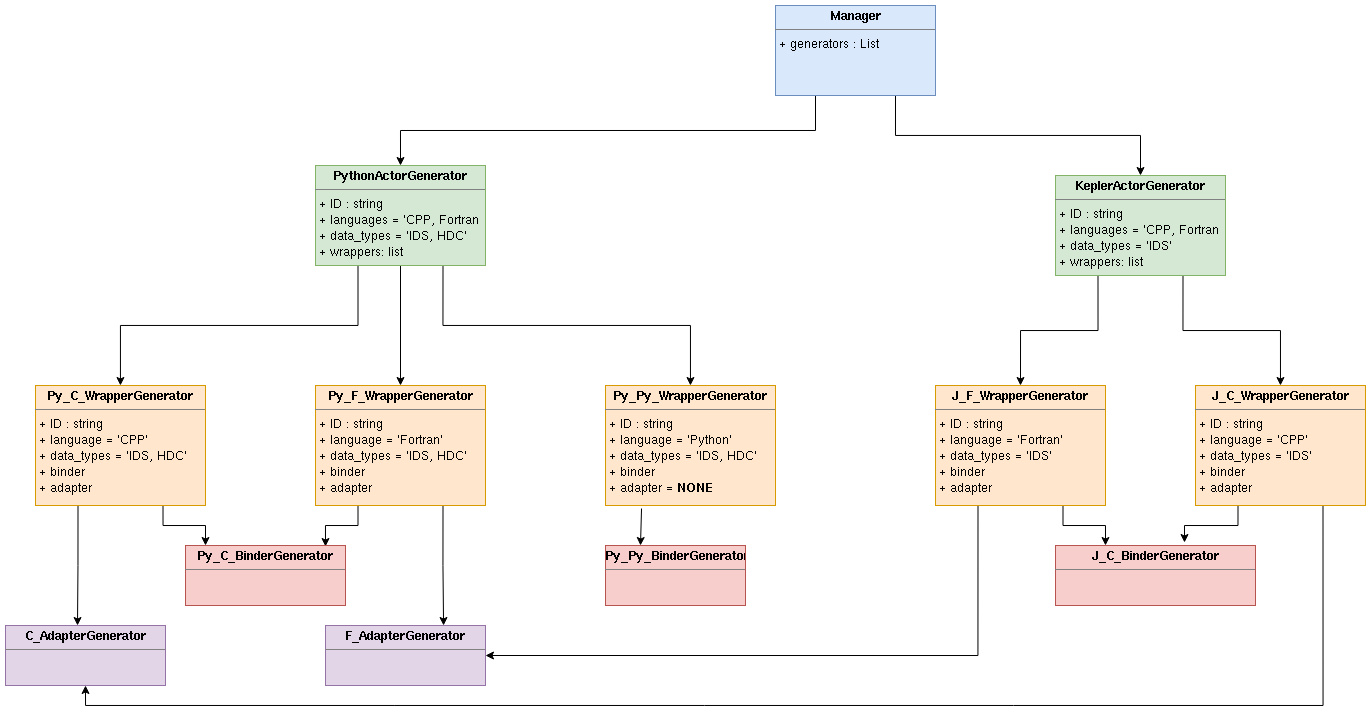 Manager
+ generators : List
PythonActorGenerator
+ ID : string
+ languages = 'CPP, Fortran
+ data_types = 'IDS, HDC'
+ wrappers: list
KeplerActorGenerator
+ ID : string
+ languages = 'CPP, Fortran
+ data_types = 'IDS'
+ wrappers: list
Py_C_WrapperGenerator
+ ID : string
+ language = 'CPP'
+ data_types = 'IDS, HDC'
+ binder
+ adapter
Py_F_WrapperGenerator
+ ID : string
+ language = 'Fortran'
+ data_types = 'IDS, HDC'
+ binder
+ adapter
Py_Py_WrapperGenerator
+ ID : string
+ language = 'Python'
+ data_types = 'IDS, HDC'
+ binder
+ adapter = NONE
J_F_WrapperGenerator
+ ID : string
+ language = 'Fortran'
+ data_types = 'IDS'
+ binder
+ adapter
J_C_WrapperGenerator
+ ID : string
+ language = 'CPP'
+ data_types = 'IDS'
+ binder
+ adapter
Py_C_BinderGenerator
Py_Py_BinderGenerator
J_C_BinderGenerator
C_AdapterGenerator
F_AdapterGenerator